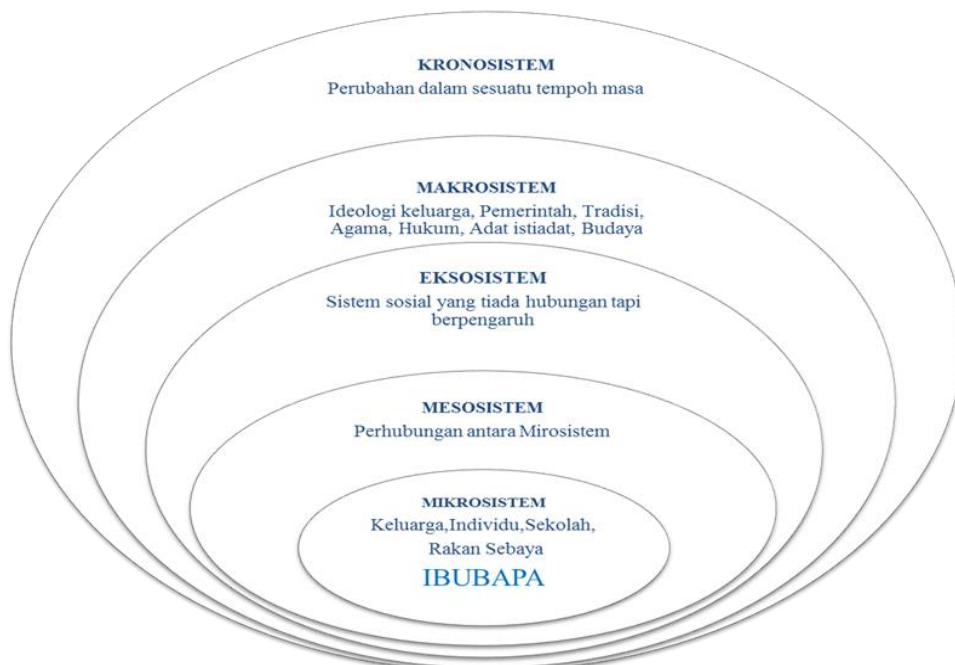 KRONOSISTEM
Perubahan dalam sesuatu tempoh masa
MAKROSISTEM
Ideologi keluarga, Pemerintah, Tradisi,
Agama, Hukum, Adat istiadat, Budaya
EKSOSISTEM
Sistem sosial yang tiada hubungan tapi
berpengaruh
MESOSISTEM
Perhubungan antara Mirosistem
MIKROSISTEM
Keluarga,Individu,Sekolah,
Rakan Sebaya
IBUBAPA